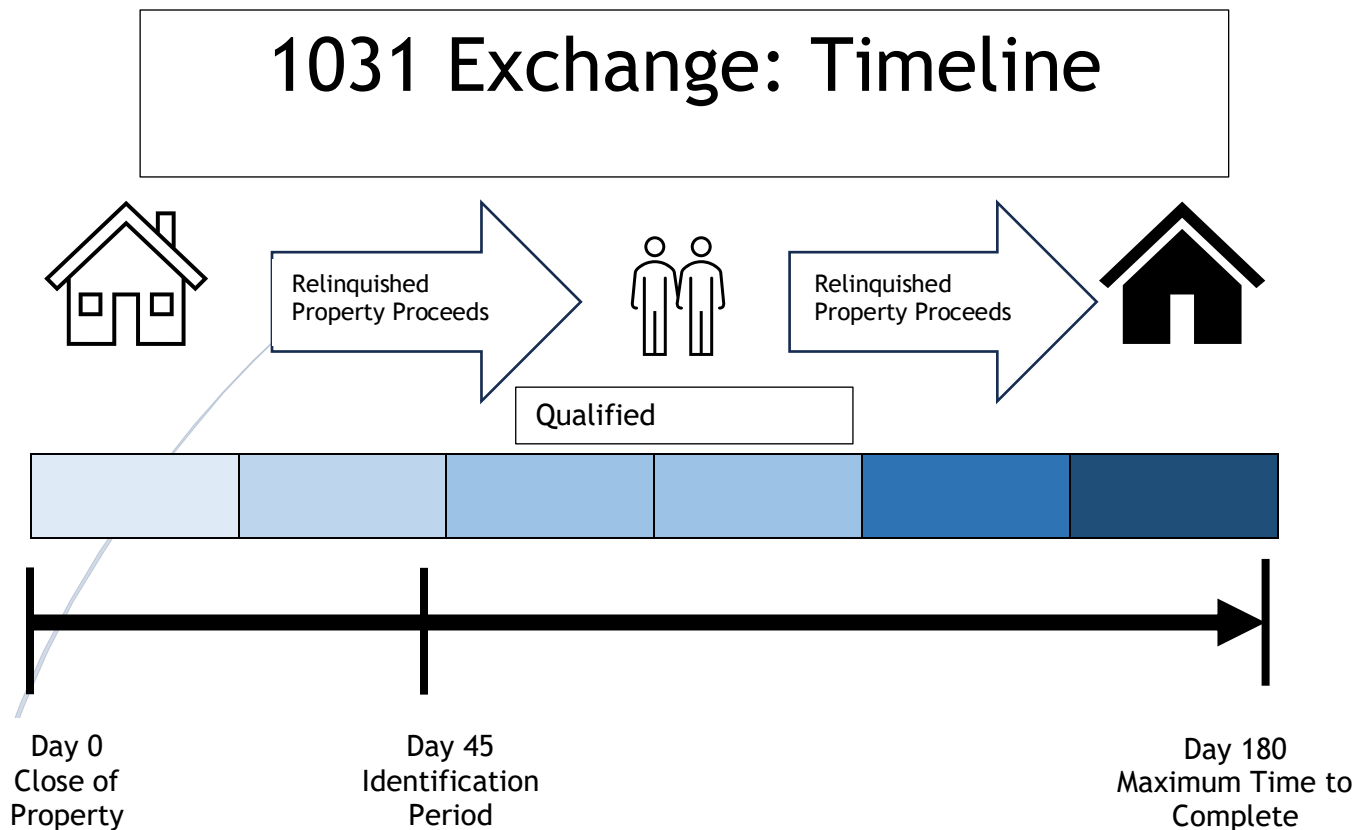 1031 Exchange: Timeline
Relinquished
Property Proceeds
Relinquished
Property Proceeds
Qualified
Day 0
Close of
Property
Day 45
Identification
Period
Day 180
Maximum Time to
Complete